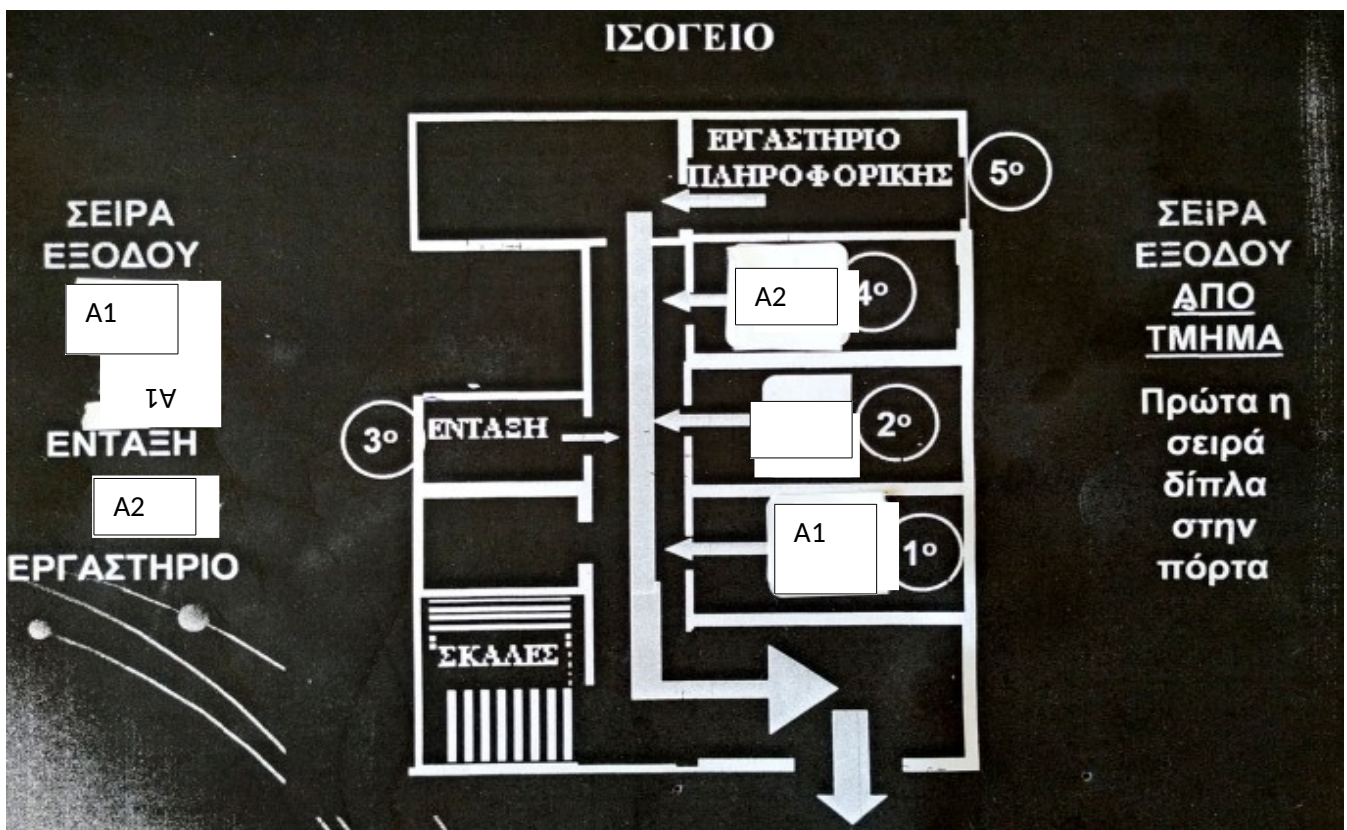 ΙΣΟΓΕΙΟ
ΣΕΙΡΑ
ΕΞΟΔΟΥ
A1
A1
ΕΝΤΑΞΗ
A2
ΕΡΓΑΣΤΗΡΙΟ
ΕΡΓΑΣΤΗΡΙΟ
ΠΛΗΡΟΦΟΡΙΚΗΣ
5ο
A2
4ο
3ο
ΕΝΤΑΞΗ
2ο
A1
1ο
ΣΚΑΛΕΣ
ΣΕiΡΑ
ΕΞΟΔΟΥ
ΑΠΟ
ΤΜΗΜΑ
Πρώτα η
σειρά
δίπλα
στην
πόρτα